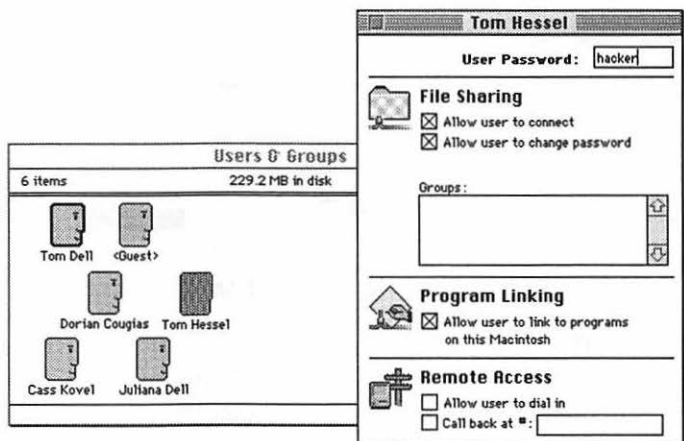 Users & Groups
6 items 229.2 MB in disk
Tom Dell <Guest>
Dorian Cougias Tom Hessel
Cass Kovel Juliana Dell
Tom Hessel
User Password: hacker
File Sharing
Allow user to connect
Allow user to change password
Groups:
Program Linking
Allow user to link to programs
on this Macintosh
Remote Access
Allow user to dial in
Call back at #: